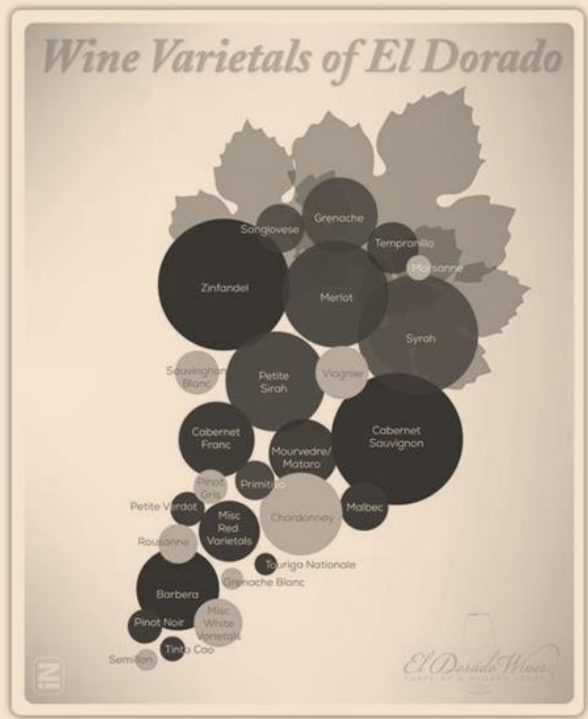 Wine Varietals of El Dorado
Grenache
Sangiovese
Tempranillo
Marsanne
Zinfandel
Merlot
Syrah
Sauvingnon
Blanc
Petite
Sirah
Viognier
Cabernet
Franc
Cabernet
Sauvignon
Mourvedre/
Mataro
Pinot
Gris
Primitivo
Petite Verdot
Misc
Red
Varietals
Chardonnay
Malbec
Rousanne
Touriga Nationale
Grenache Blanc
Barbera
Pinot Noir
Misc
White
Varietals
Tinta Cao
Semillon
El Dorado Wines
iN